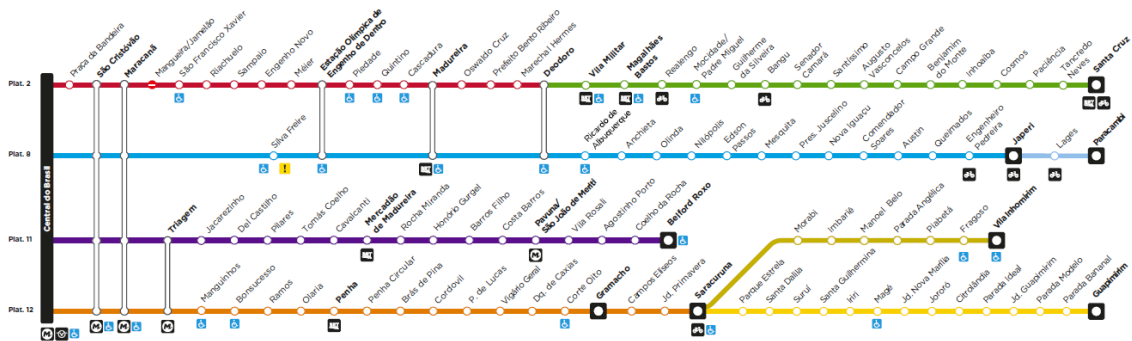 Plat. 2
Praça da Bandeira
São Cristóvão
Maracanã
Mangueira/Jamelão
São Francisco Xavier
Riachuelo
Sampaio
Engenho Novo
Méier
Estação Olímpica de
Engenho de Dentro
Piedade
Quintino
Cascadura
Madureira
Oswaldo Cruz
Prefeito Bento Ribeiro
Marechal Hermes
Deodoro
Vila Militar
Magalhães
Bastos
Realengo
Mocidade/
Padre Miguel
Guilherme
da Silveira
Bangu
Senador
Camará
Santíssimo
Augusto
Vasconcelos
Campo Grande
Benjamim
do Monte
Inhoaíba
Cosmos
Paciência
Tancredo
Neves
Santa Cruz
Central do Brasil
Plat. 8
Silva Freire
Ricardo de
Albuquerque
Anchieta
Olinda
Nilópolis
Edson
Passos
Mesquita
Pres. Juscelino
Nova Iguaçu
Comendador
Soares
Austin
Queimados
Engenheiro
Pedreira
Japeri
Lages
Paracambi
Plat. 11
Triagem
Jacarezinho
Del Castilho
Pilares
Tomás Coelho
Cavalcanti
Mercadão
de Madureira
Rocha Miranda
Honório Gurgel
Barros Filho
Costa Barros
Pavuna/
São João de Meriti
Vila Rosali
Agostinho Porto
Coelho da Rocha
Belford Roxo
Morabi
Imbariê
Manoel Belo
Parada Angélica
Piabetá
Fragoso
Vila Inhomirim
Plat. 12
Manguinhos
Bonsucesso
Ramos
Olaria
Penha
Penha Circular
Brás de Pina
Cordovil
P. de Lucas
Vigário Geral
Dq. de Caxias
Corte Oito
Gramacho
Campos Elíseos
Jd. Primavera
Saracuruna
Parque Estrela
Santa Dalila
Suruí
Santa Guilhermina
Iriri
Magé
Jd. Nova Marília
Jororó
Citrolândia
Parada Ideal
Jd. Guapimirim
Parada Modelo
Parada Bananal
Guapimirim